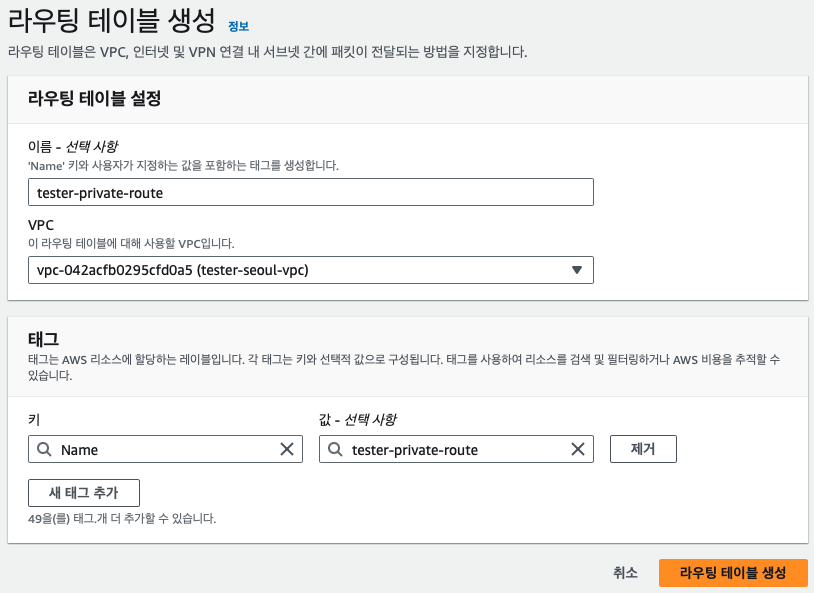 라우팅 테이블 생성 정보
라우팅 테이블은 VPC, 인터넷 및 VPN 연결 내 서브넷 간에 패킷이 전달되는 방법을 지정합니다.
라우팅 테이블 설정
이름 - 선택 사항
'Name' 키와 사용자가 지정하는 값을 포함하는 태그를 생성합니다.
tester-private-route
VPC
이 라우팅 테이블에 대해 사용할 VPC입니다.
vpc-042acfb0295cfd0a5 (tester-seoul-vpc)
태그
태그는 AWS 리소스에 할당하는 레이블입니다. 각 태그는 키와 선택적 값으로 구성됩니다. 태그를 사용하여 리소스를 검색 및 필터링하거나 AWS 비용을 추적할 수
있습니다.
키 값 - 선택 사항
Name tester-private-route 제거
새 태그 추가
49을(를) 태그.개 더 추가할 수 있습니다.
취소 라우팅 테이블 생성